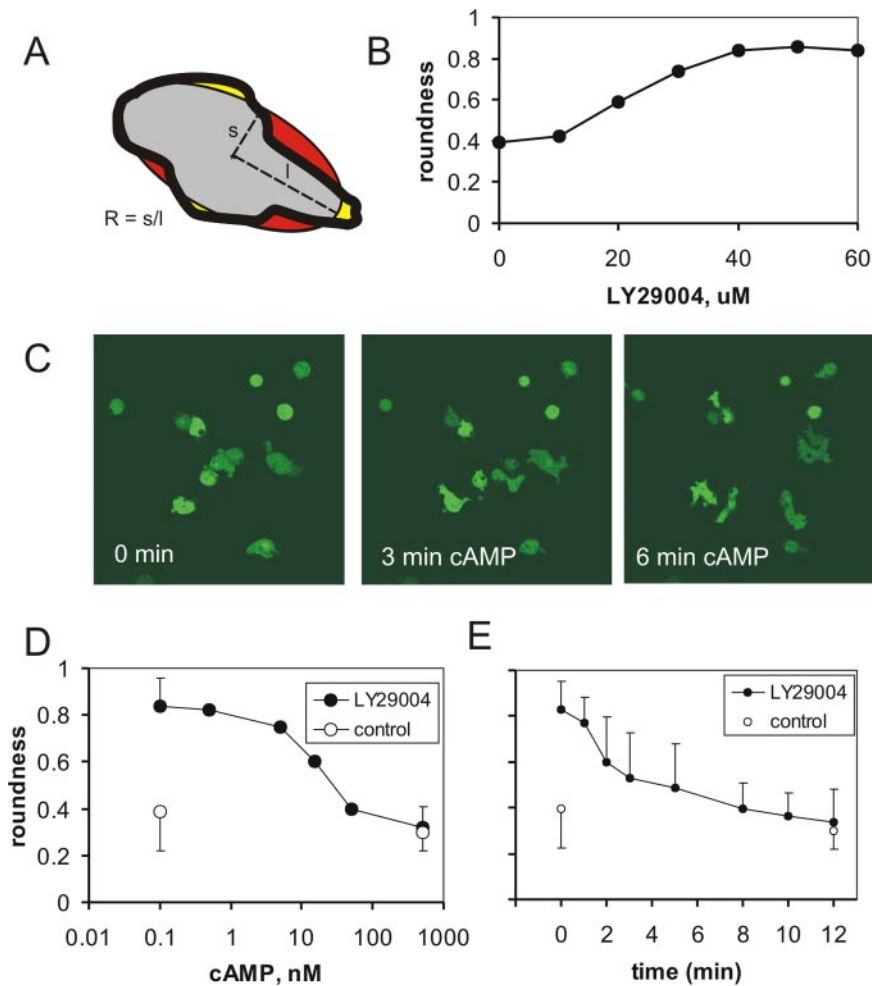 A
s
l
R = s/l
B
roundness
1
0.8
0.6
0.4
0.2
0
0 20 40 60
LY29004, uM
C
0 min
3 min cAMP
6 min cAMP
D
roundness
1
0.8
0.6
0.4
0.2
0
LY29004
control
0.01 0.1 1 10 100 1000
cAMP, nM
E
LY29004
control
0 2 4 6 8 10 12
time (min)